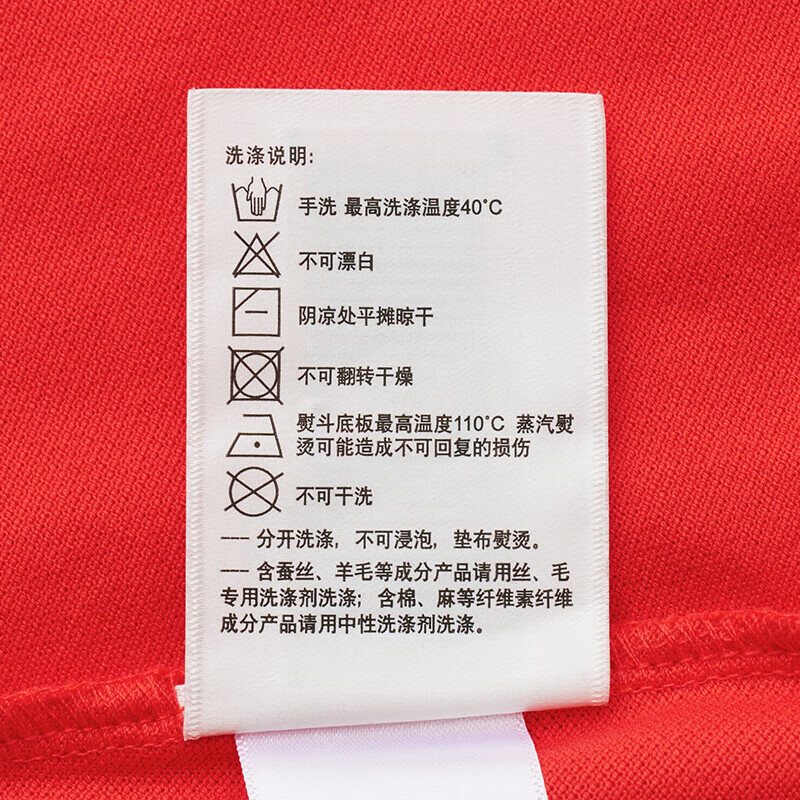 洗涤说明:
手洗 最高洗涤温度40°C
不可漂白
阴凉处平摊晾干
不可翻转干燥
熨斗底板最高温度110°C 蒸汽熨
烫可能造成不可回复的损伤
不可干洗
--- 分开洗涤, 不可浸泡, 垫布熨烫。
--- 含蚕丝、羊毛等成分产品请用丝、毛
专用洗涤剂洗涤; 含棉、麻等纤维素纤维
成分产品请用中性洗涤剂洗涤。